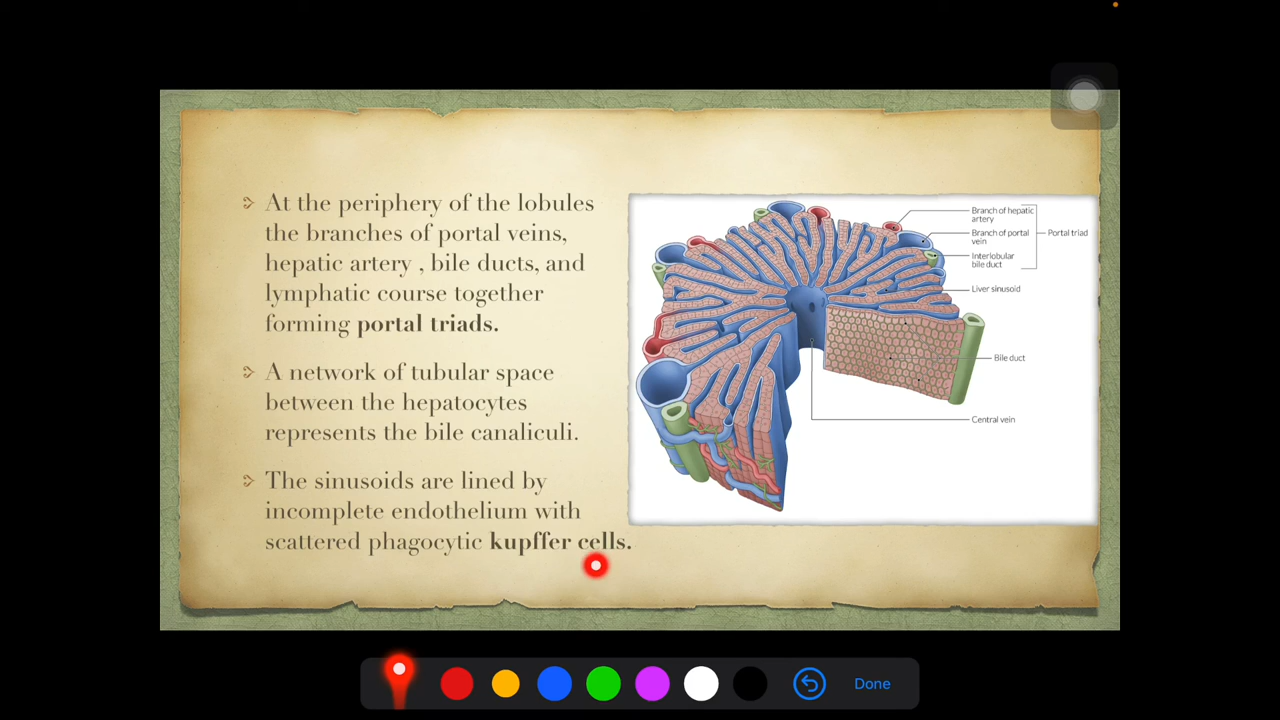 At the periphery of the lobules
the branches of portal veins,
hepatic artery , bile ducts, and
lymphatic course together
forming portal triads.
A network of tubular space
between the hepatocytes
represents the bile canaliculi.
The sinusoids are lined by
incomplete endothelium with
scattered phagocytic kupffer cells.
Branch of hepatic
artery
Branch of portal
vein
Portal triad
Interlobular
bile duct
Liver sinusoid
Bile duct
Central vein
Done